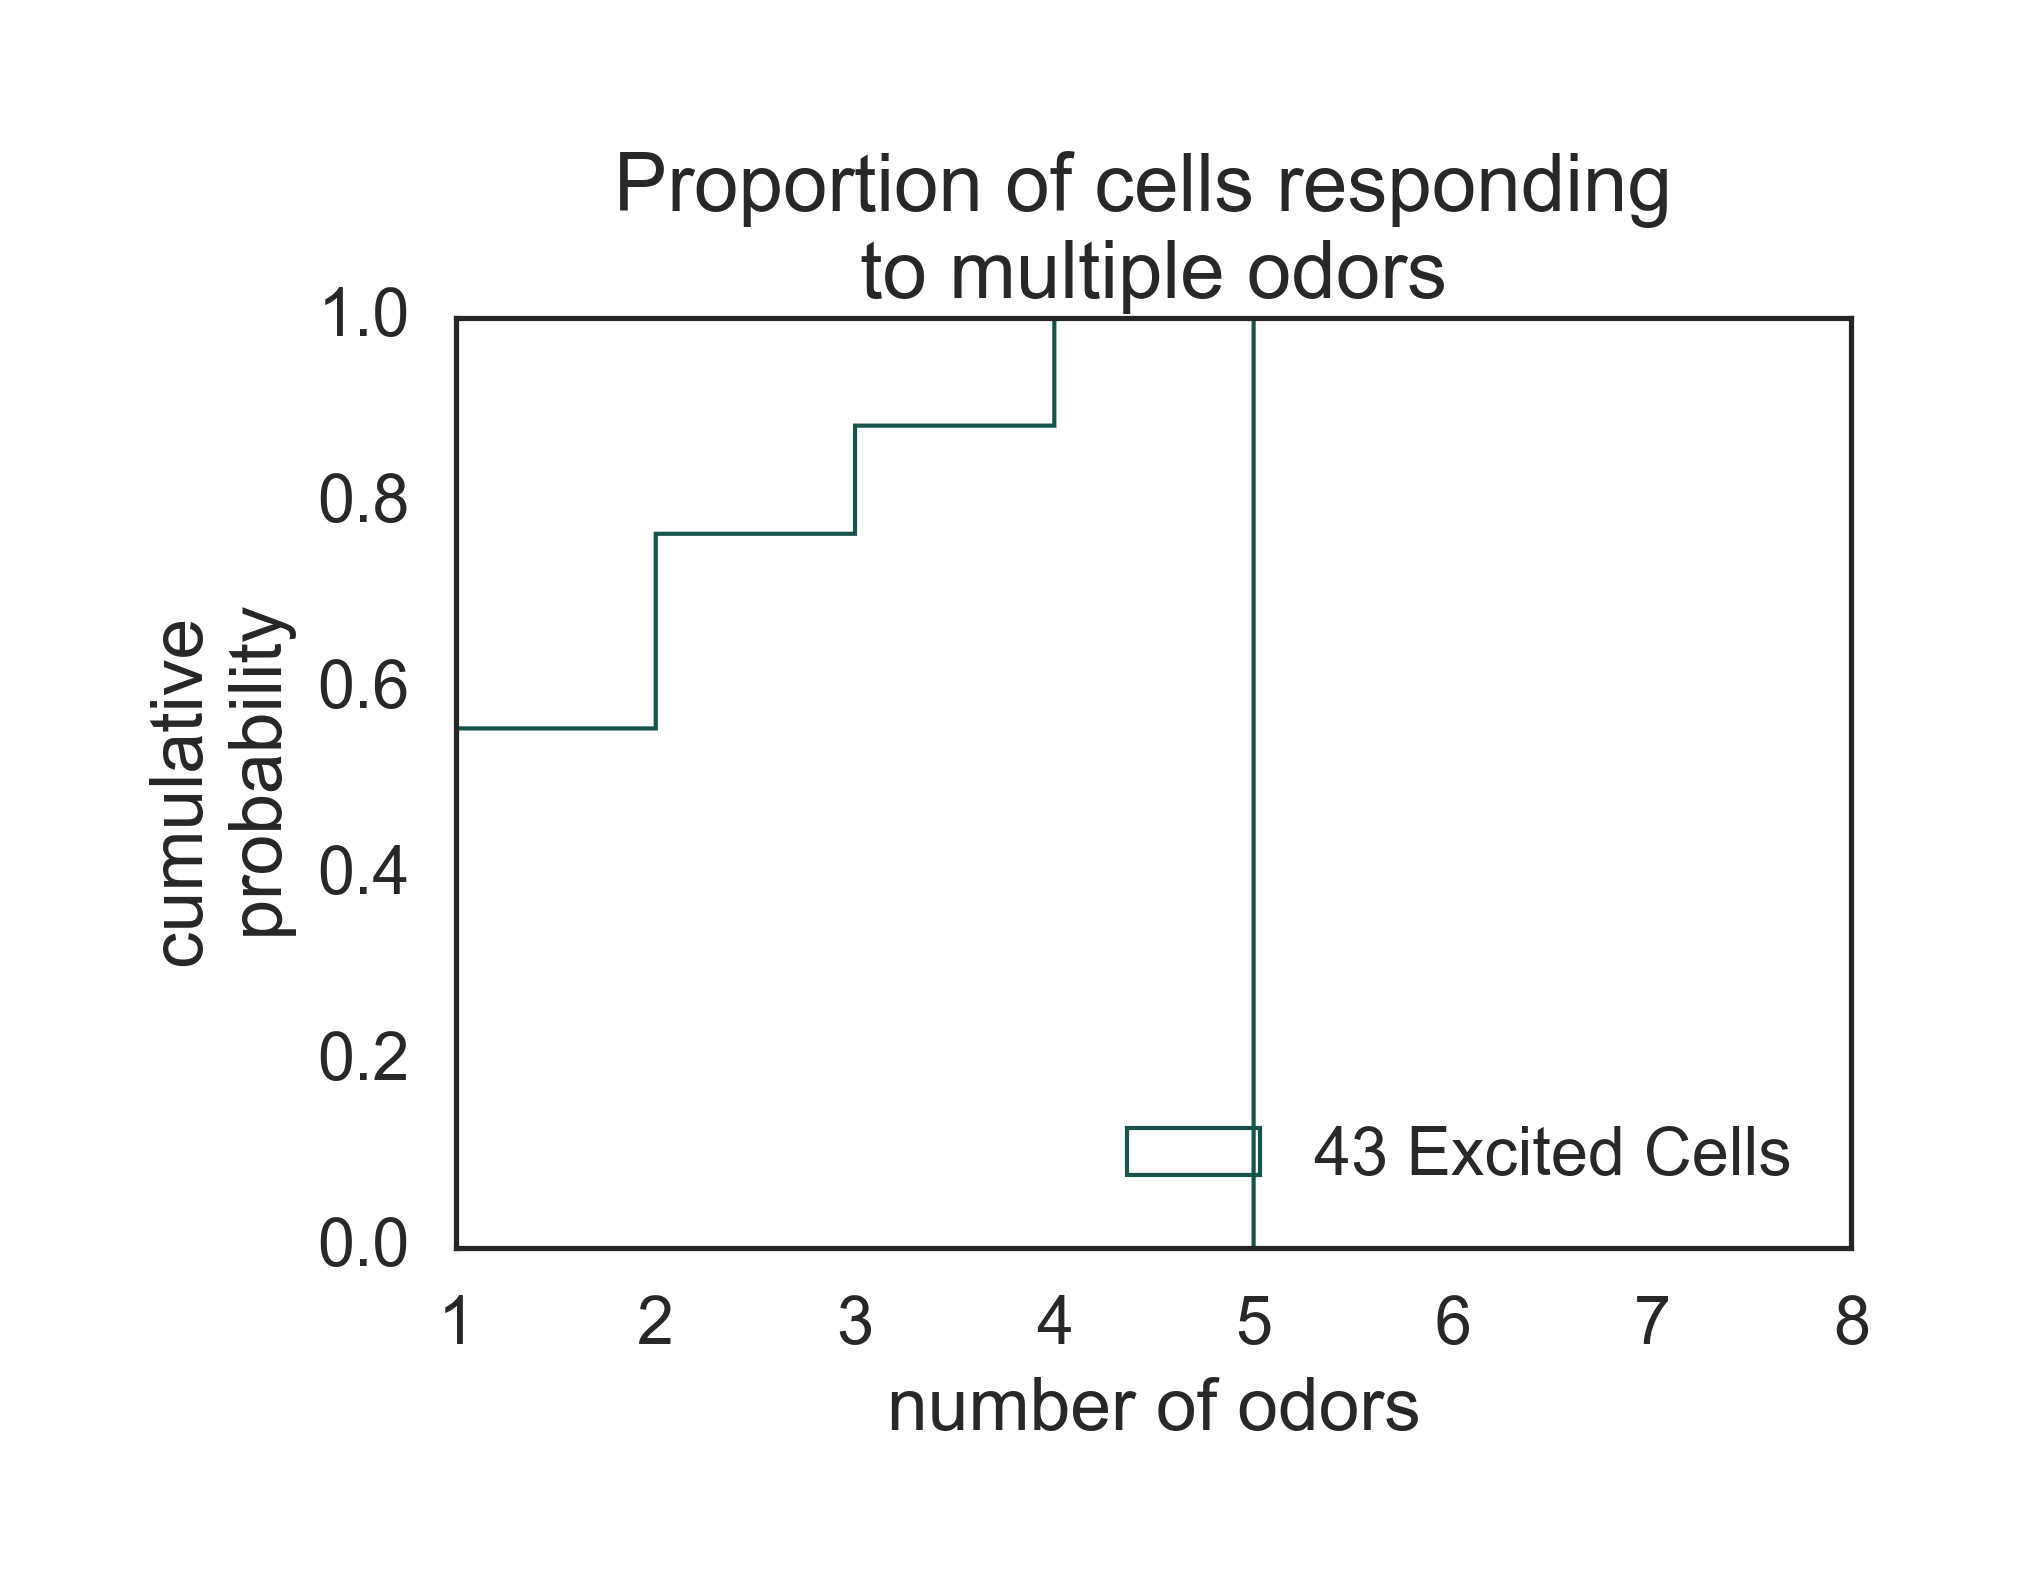 Proportion of cells responding
to multiple odors
1.0
0.8
0.6
0.4
0.2
0.0
cumulative
probability
43 Excited Cells
1 2 3 4 5 6 7 8
number of odors